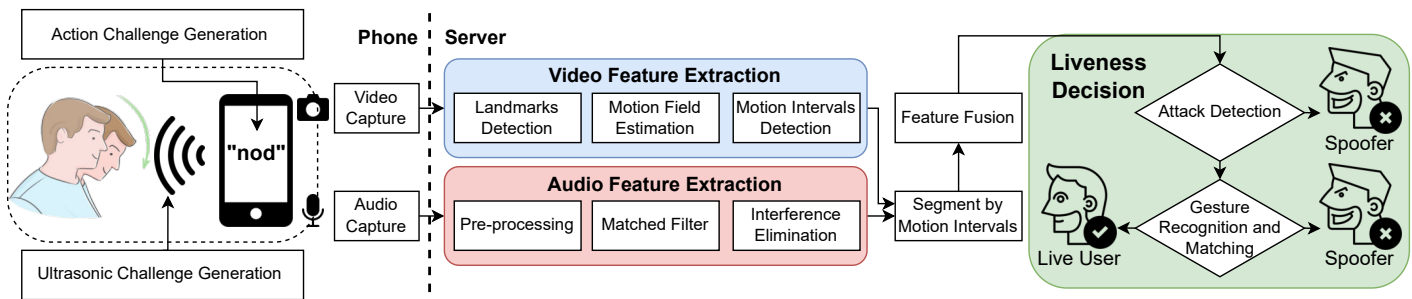 Action Challenge Generation
"nod"
Ultrasonic Challenge Generation
Phone
Server
Video
Capture
Audio
Capture
Video Feature Extraction
Landmarks
Detection
Motion Field
Estimation
Motion Intervals
Detection
Audio Feature Extraction
Pre-processing
Matched Filter
Interference
Elimination
Feature Fusion
Segment by
Motion Intervals
Liveness
Decision
Attack Detection
Spoofer
Gesture
Recognition and
Matching
Live User
Spoofer